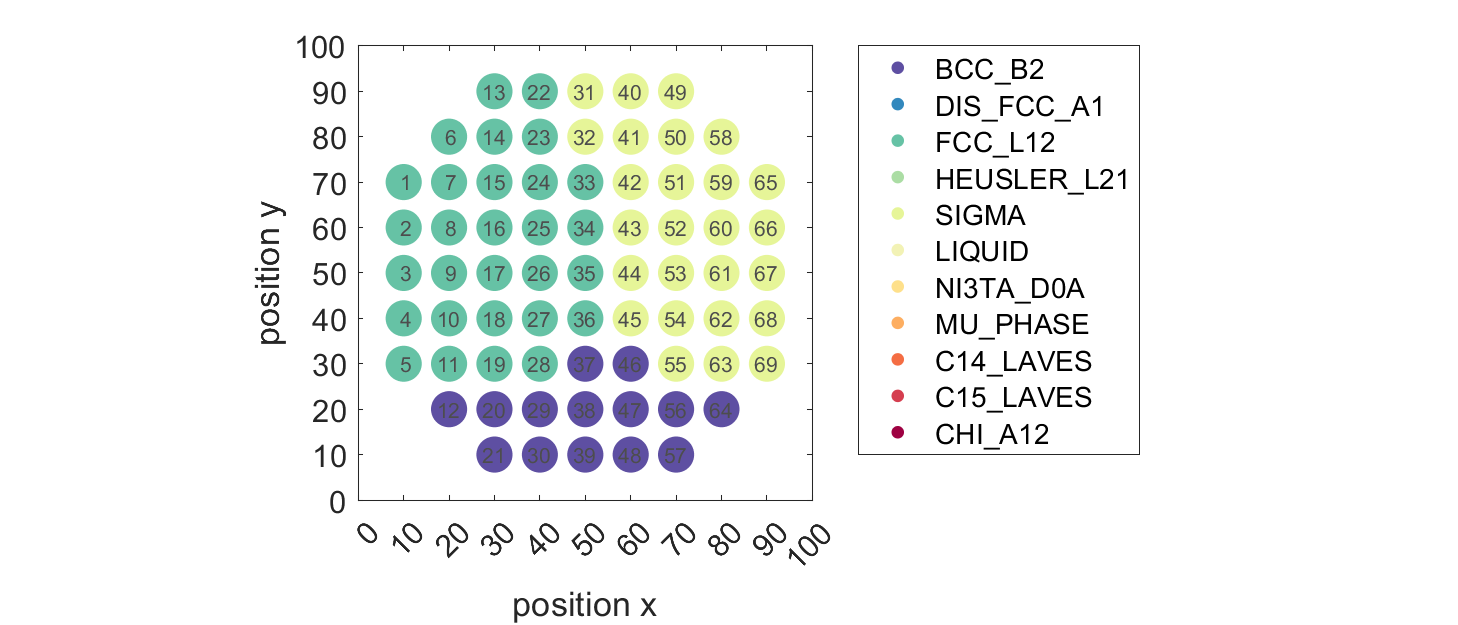 100
90
80
70
60
50
40
30
20
10
0
position y
13 22 31 40 49
6 14 23 32 41 50 58
1 7 15 24 33 42 51 59 65
2 8 16 25 34 43 52 60 66
3 9 17 26 35 44 53 61 67
4 10 18 27 36 45 54 62 68
5 11 19 28 37 46 55 63 69
12 20 29 38 47 56 64
21 30 39 48 57
0 10 20 30 40 50 60 70 80 90 100
position x
BCC_B2
DIS_FCC_A1
FCC_L12
HEUSLER_L21
SIGMA
LIQUID
NI3TA_D0A
MU_PHASE
C14_LAVES
C15_LAVES
CHI_A12